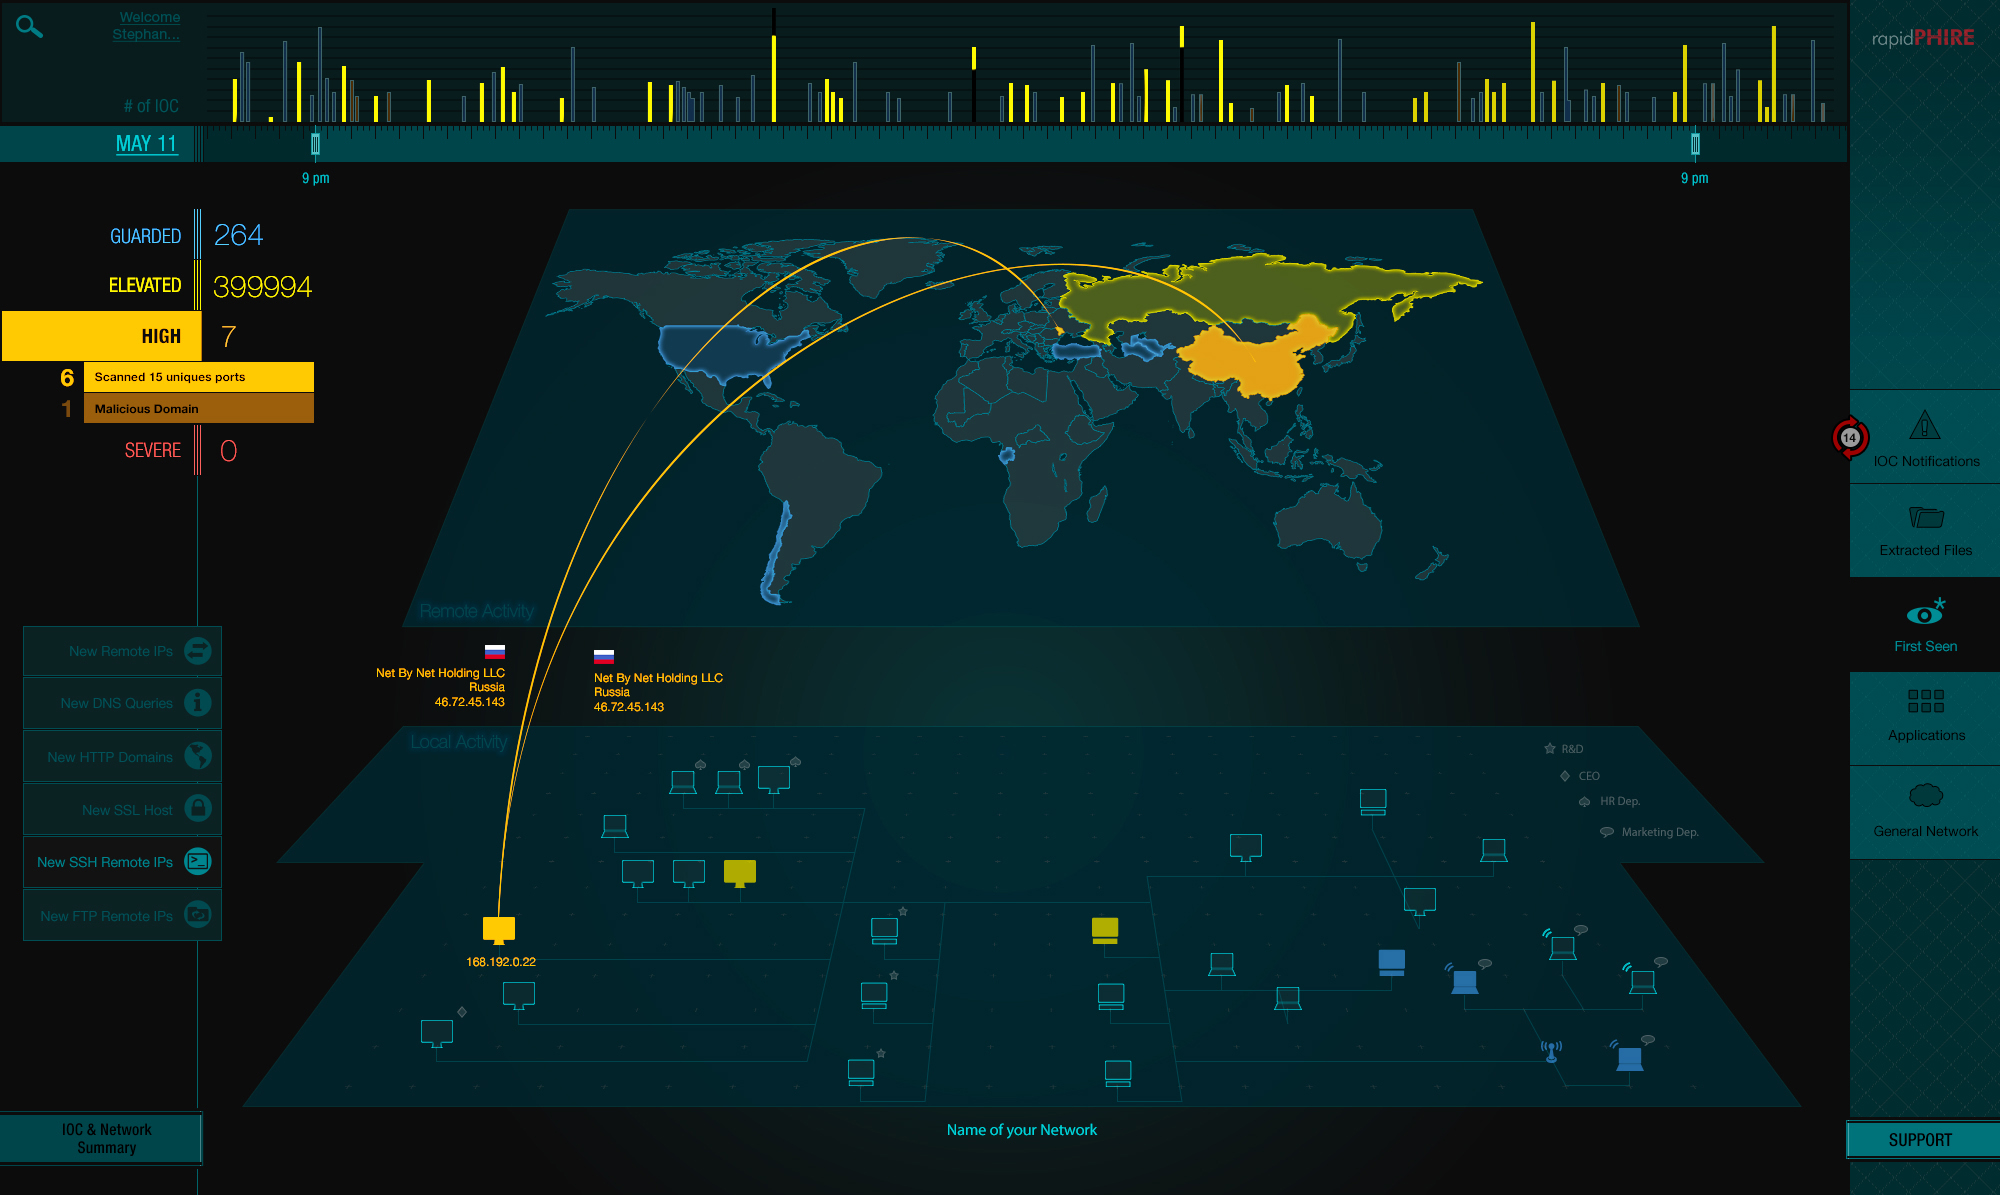 Welcome
Stephan...
# of IOC
rapidPHIRE
MAY 11
9 pm
9 pm
GUARDED
264
ELEVATED
399994
HIGH
7
6
Scanned 15 uniques ports
1
Malicious Domain
SEVERE
0
14
IOC Notifications
Extracted Files
First Seen
Applications
General Network
Remote Activity
Net By Net Holding LLC
Russia
46.72.45.143
Net By Net Holding LLC
Russia
46.72.45.143
New Remote IPs
New DNS Queries
New HTTP Domains
New SSL Host
New SSH Remote IPs
New FTP Remote IPs
Local Activity
R&D
CEO
HR Dep.
Marketing Dep.
168.192.0.22
Name of your Network
IOC & Network
Summary
SUPPORT